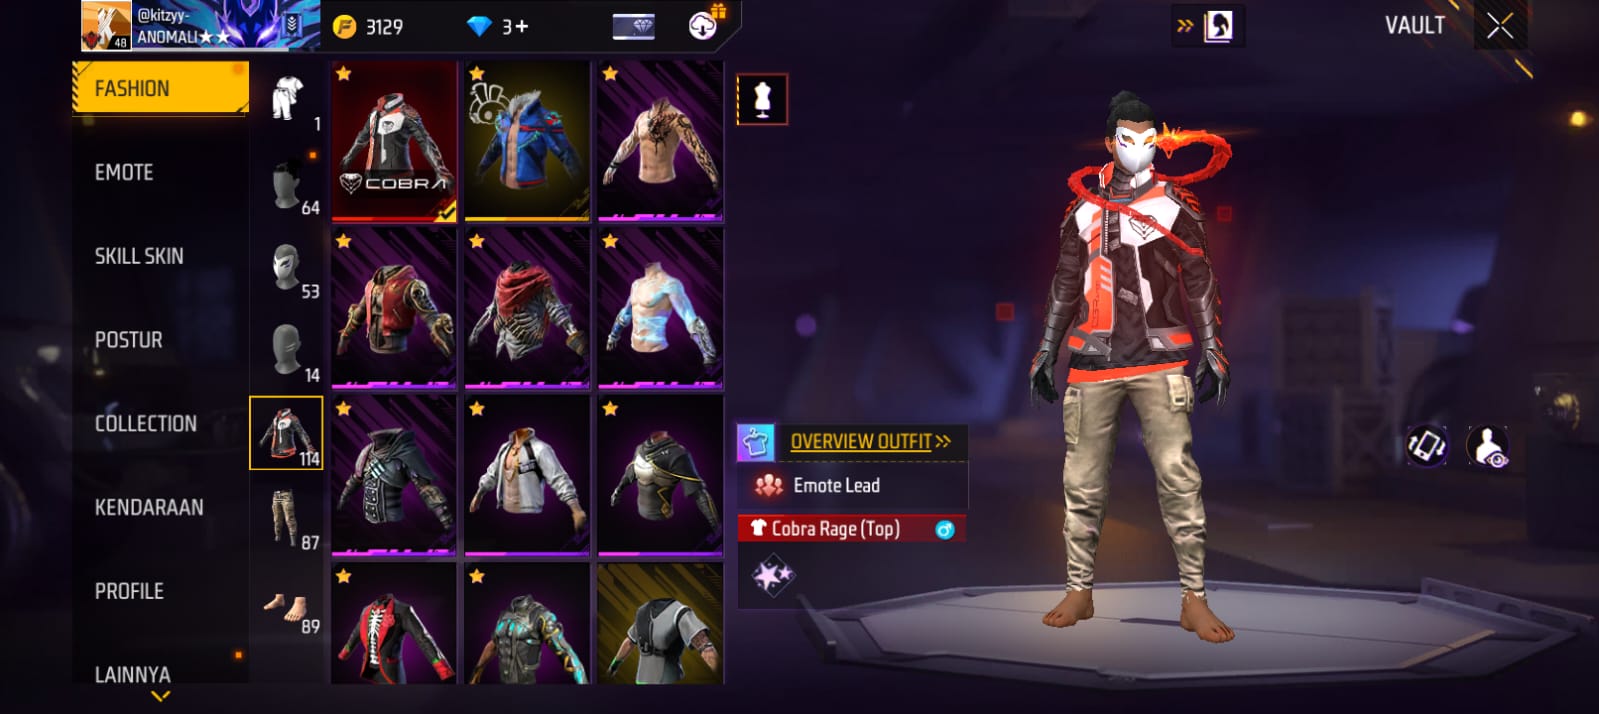 @kitzyy-
ANOMALI★★
48
3129
3+
VAULT
FASHION
EMOTE
SKILL SKIN
POSTUR
COLLECTION
KENDARAAN
PROFILE
LAINNYA
1
64
53
14
114
87
89
COBRA
OVERVIEW OUTFIT
Emote Lead
Cobra Rage (Top)